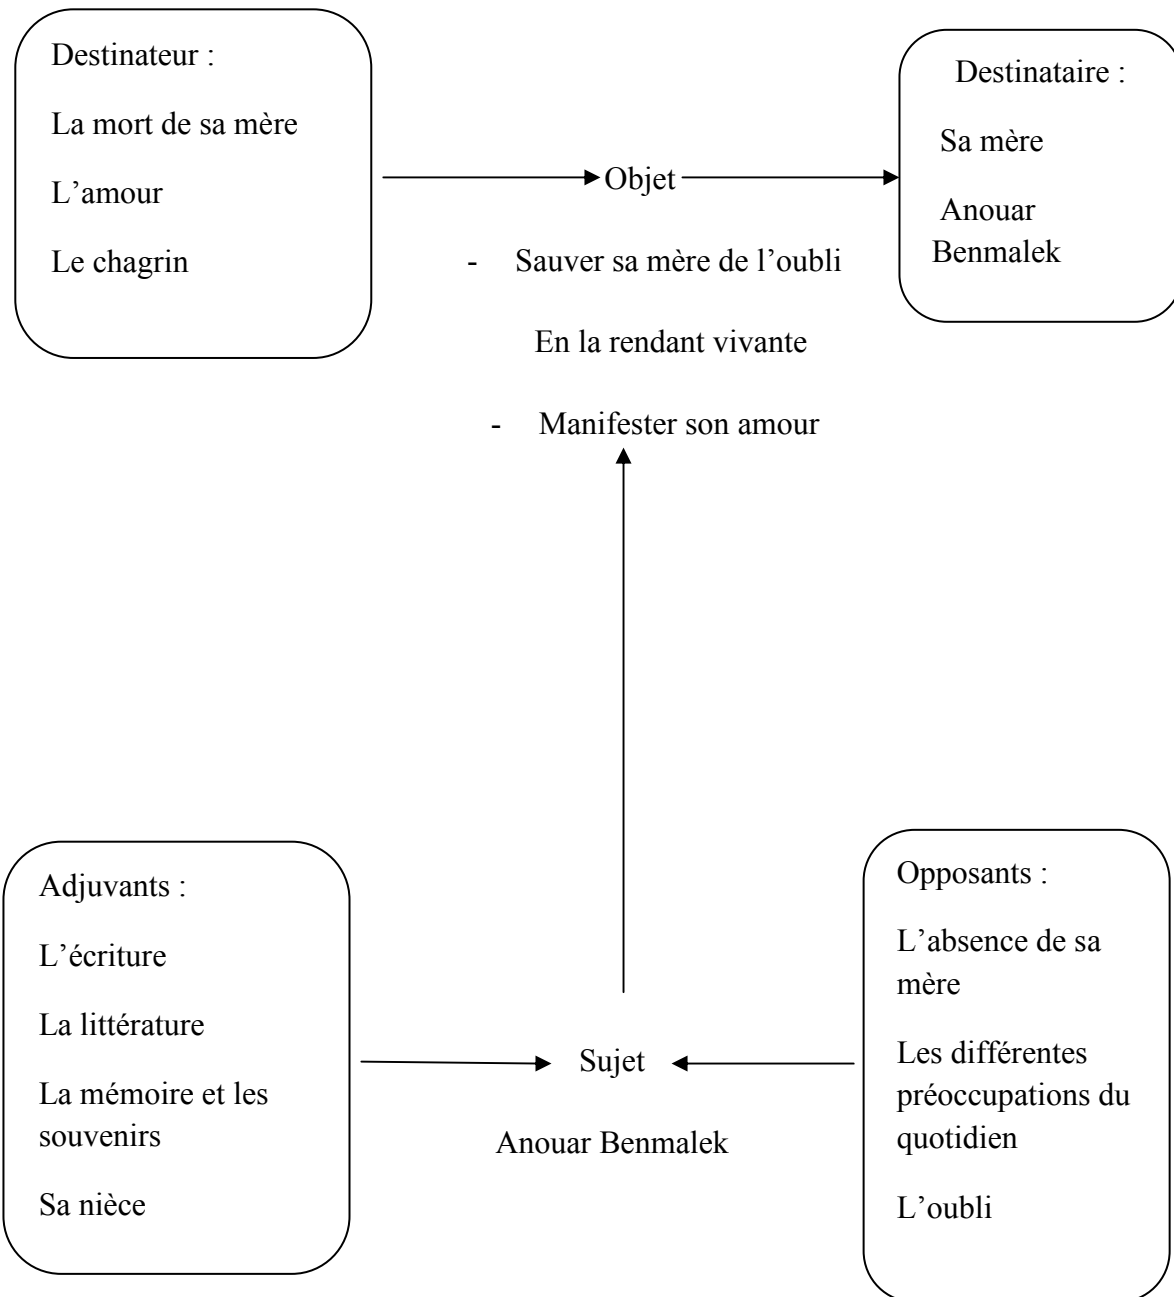 Destinateur :
La mort de sa mère
L’amour
Le chagrin
Objet
- Sauver sa mère de l’oubli
En la rendant vivante
- Manifester son amour
Destinataire :
Sa mère
Anouar
Benmalek
Adjuvants :
L’écriture
La littérature
La mémoire et les
souvenirs
Sa nièce
Sujet
Anouar Benmalek
Opposants :
L’absence de sa
mère
Les différentes
préoccupations du
quotidien
L’oubli